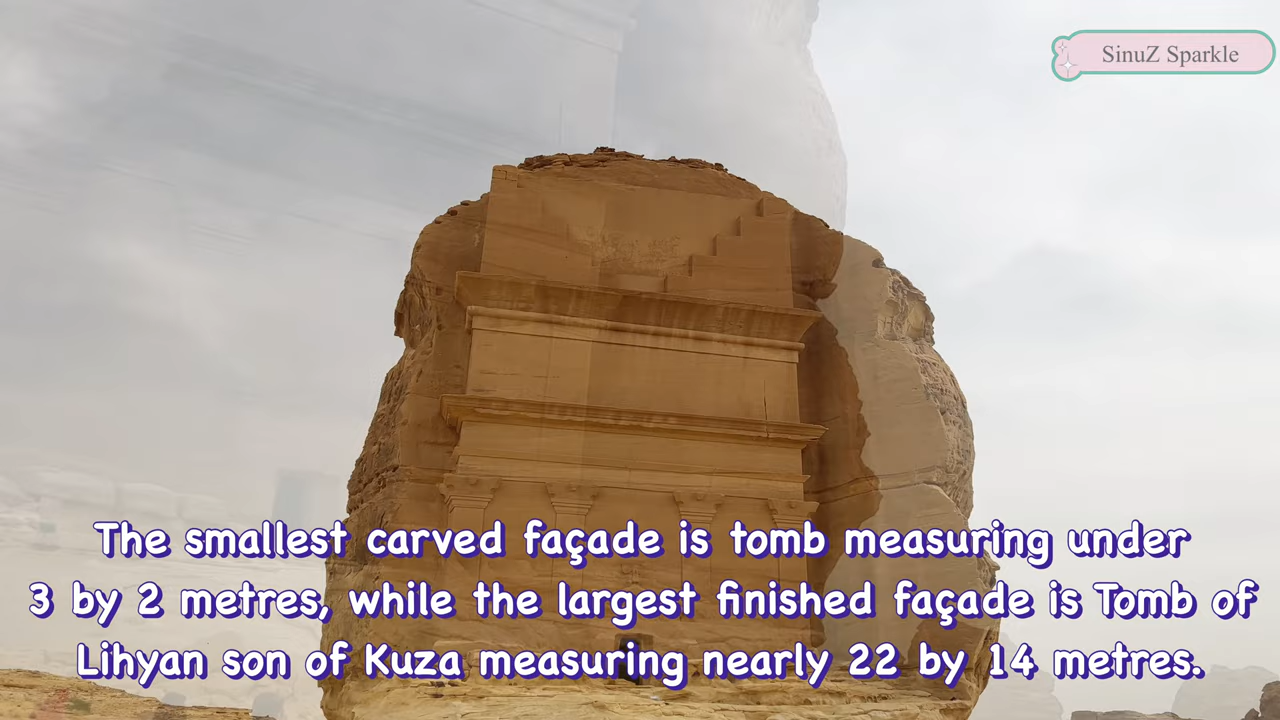 SinuZ Sparkle
The smallest carved façade is tomb measuring under
3 by 2 metres, while the largest finished façade is Tomb of
Lihyan son of Kuza measuring nearly 22 by 14 metres.